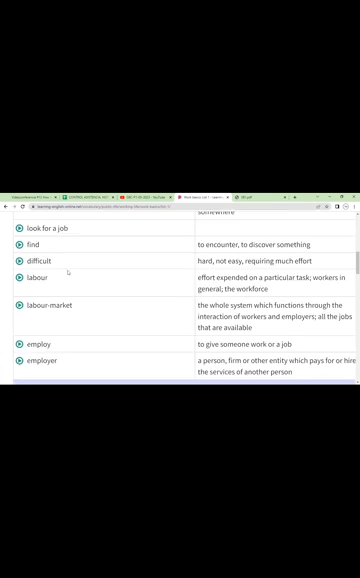 somewhere
look for a job
find
to encounter, to discover something
difficult
hard, not easy, requiring much effort
labour
effort expended on a particular task; workers in
general; the workforce
labour-market
the whole system which functions through the
interaction of workers and employers; all the jobs
that are available
employ
to give someone work or a job
employer
a person, firm or other entity which pays for or hire
the services of another person